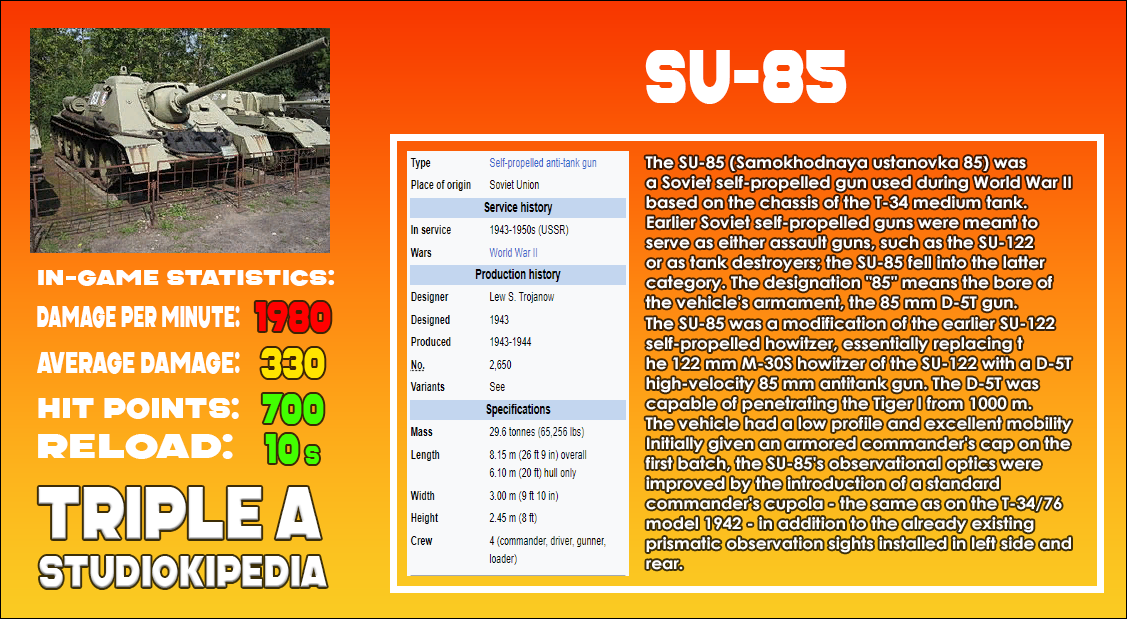 SU-85
IN-GAME STATISTICS:
DAMAGE PER MINUTE: 1980
AVERAGE DAMAGE: 330
HIT POINTS: 700
RELOAD: 10 s
TRIPLE A
STUDIOKIPEDIA
Type Self-propelled anti-tank gun
Place of origin Soviet Union
Service history
In service 1943-1950s (USSR)
Wars World War II
Production history
Designer Lew S. Trojanow
Designed 1943
Produced 1943-1944
No. 2,650
Variants See
Specifications
Mass 29.6 tonnes (65,256 lbs)
Length 8.15 m (26 ft 9 in) overall
6.10 m (20 ft) hull only
Width 3.00 m (9 ft 10 in)
Height 2.45 m (8 ft)
Crew 4 (commander, driver, gunner,
loader)
The SU-85 (Samokhodnaya ustanovka 85) was
a Soviet self-propelled gun used during World War II
based on the chassis of the T-34 medium tank.
Earlier Soviet self-propelled guns were meant to
serve as either assault guns, such as the SU-122
or as tank destroyers; the SU-85 fell into the latter
category. The designation "85" means the bore of
the vehicle's armament, the 85 mm D-5T gun.
The SU-85 was a modification of the earlier SU-122
self-propelled howitzer, essentially replacing t
he 122 mm M-30S howitzer of the SU-122 with a D-5T
high-velocity 85 mm antitank gun. The D-5T was
capable of penetrating the Tiger I from 1000 m.
The vehicle had a low profile and excellent mobility
Initially given an armored commander's cap on the
first batch, the SU-85's observational optics were
improved by the introduction of a standard
commander's cupola - the same as on the T-34/76
model 1942 - in addition to the already existing
prismatic observation sights installed in left side and
rear.